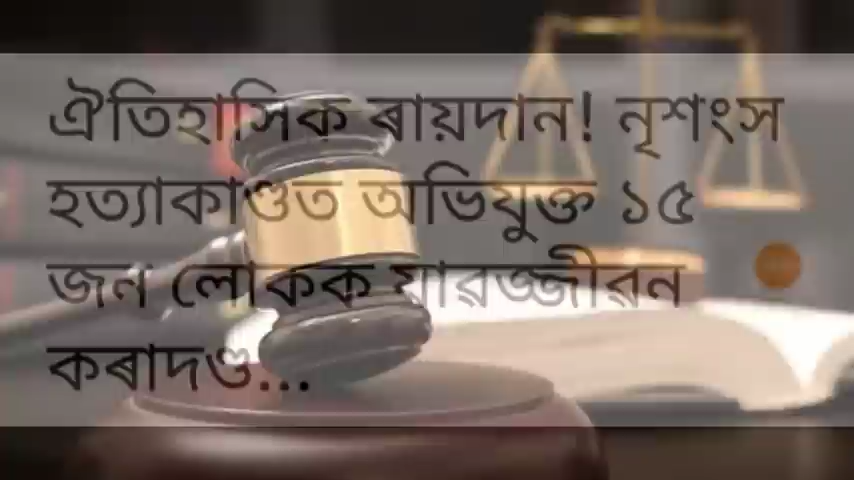 ঐতিহাসিক ৰায়দান! নৃশংস
হত্যাকাণ্ডত অভিযুক্ত ১৫
জন লোকক যাৱজ্জীৱন
কৰাদণ্ড...